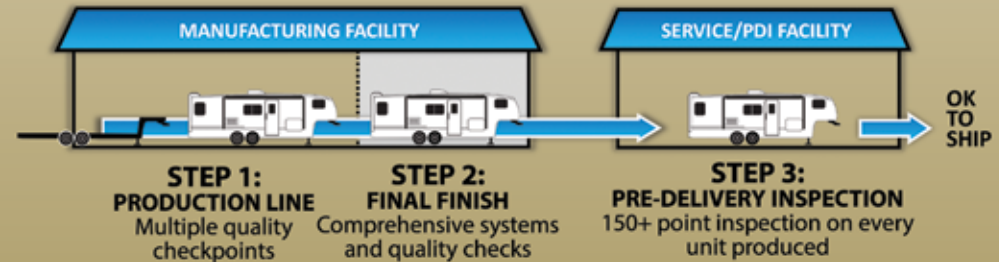 MANUFACTURING FACILITY
SERVICE/PDI FACILITY
OK
TO
SHIP
STEP 1:
PRODUCTION LINE
Multiple quality
checkpoints
STEP 2:
FINAL FINISH
Comprehensive systems
and quality checks
STEP 3:
PRE-DELIVERY INSPECTION
150+ point inspection on every
unit produced